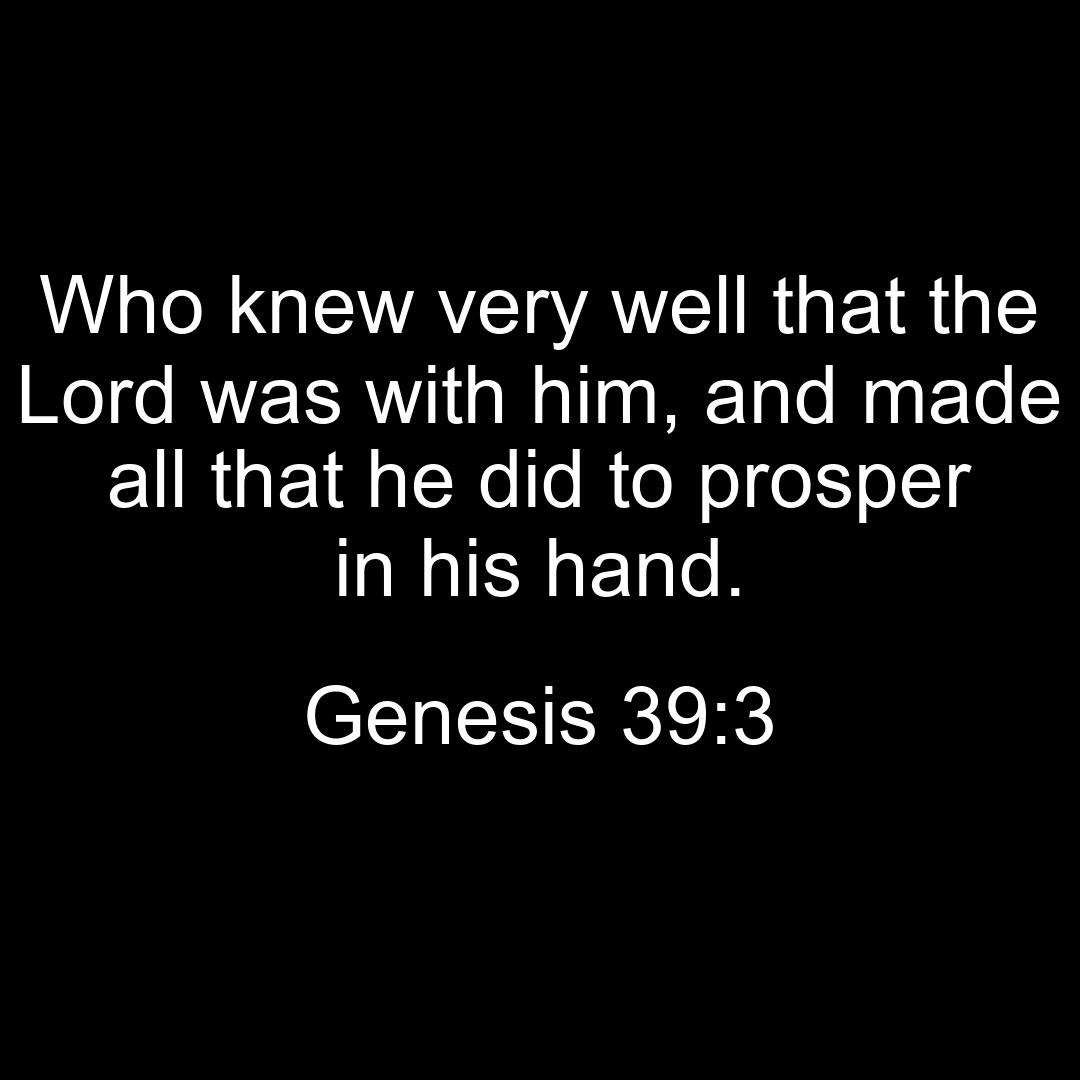 Who knew very well that the
Lord was with him, and made
all that he did to prosper
in his hand.
Genesis 39:3